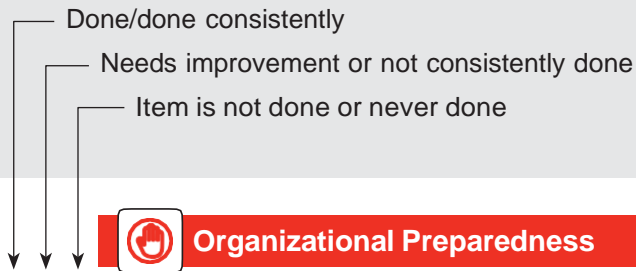 Done/done consistently
Needs improvement or not consistently done
Item is not done or never done
Organizational Preparedness